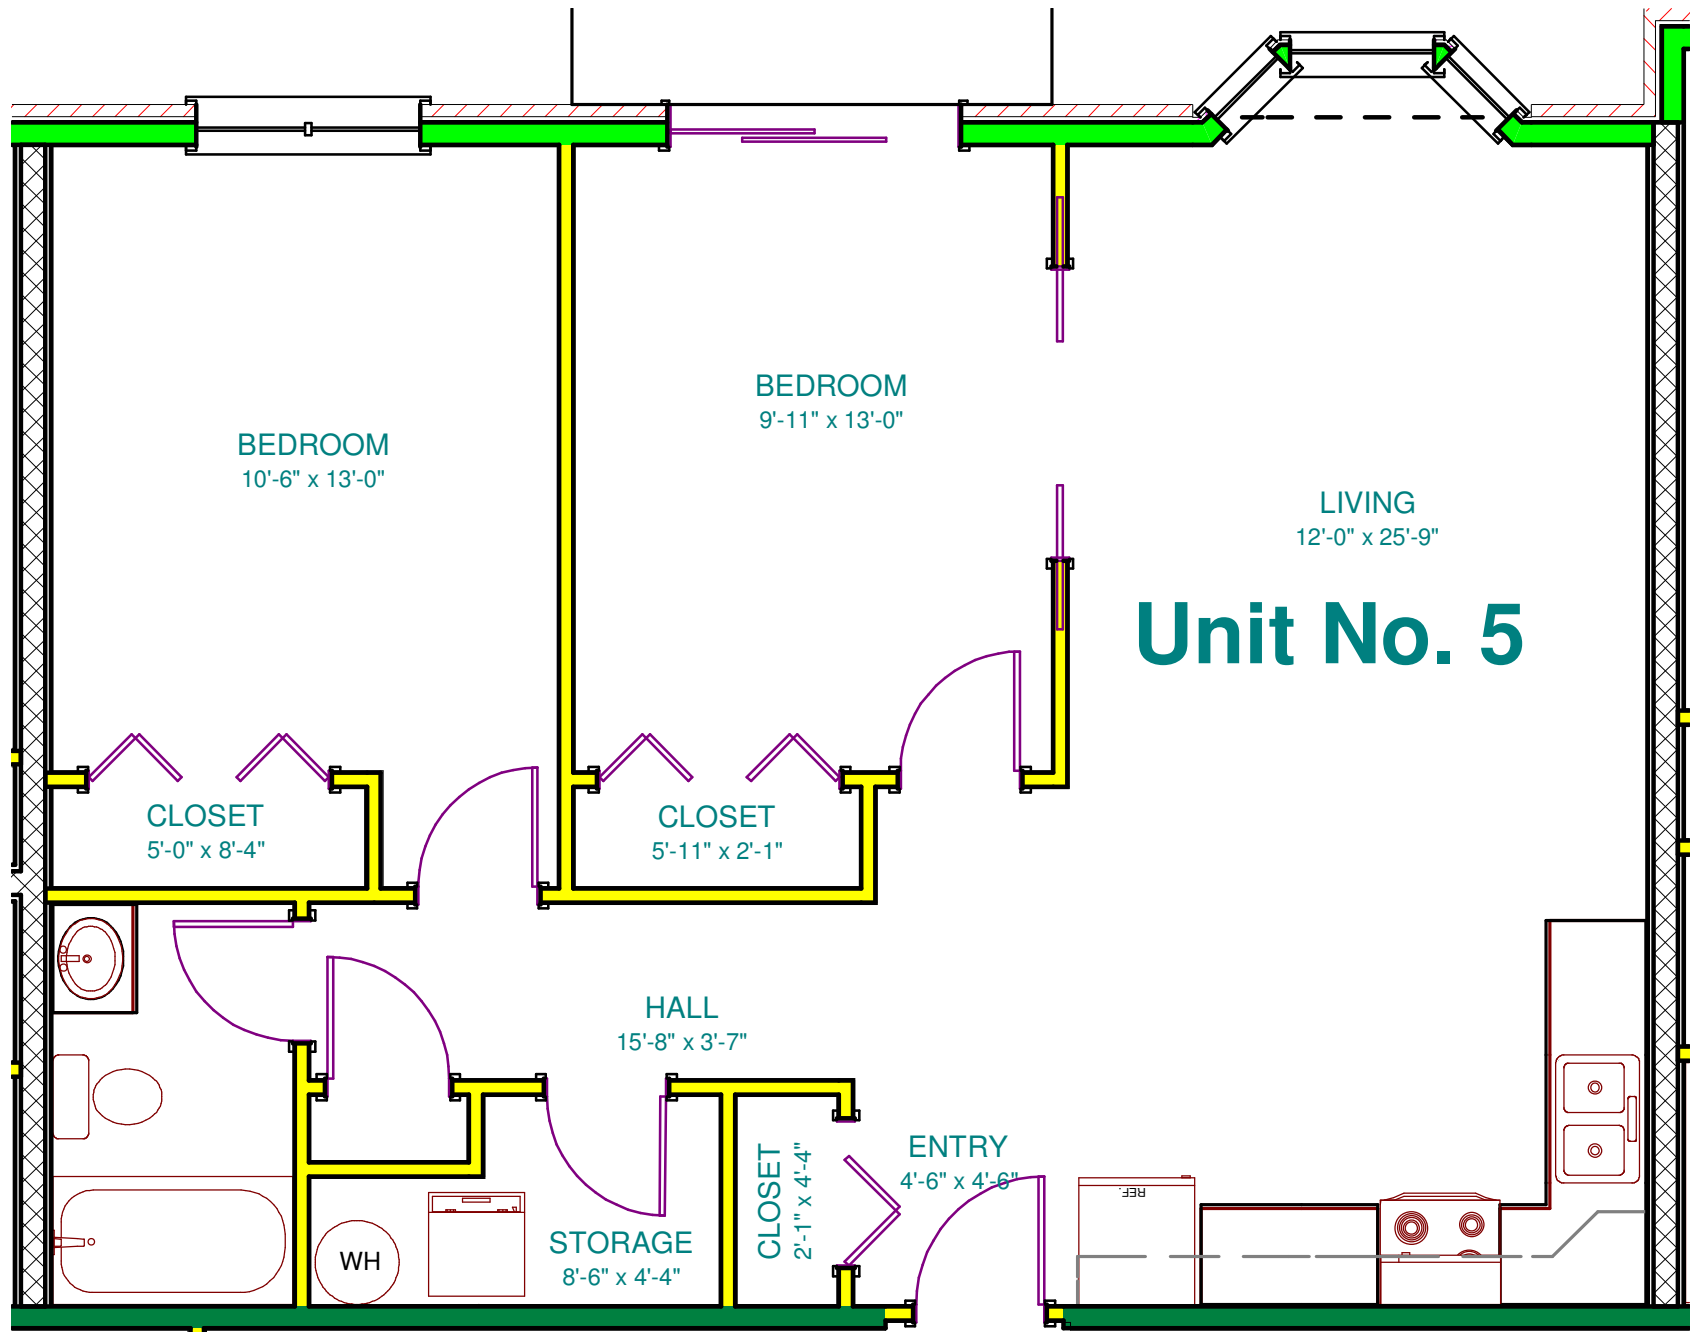 BEDROOM
9'-11" x 13'-0"
BEDROOM
10'-6" x 13'-0"
LIVING
12'-0" x 25'-9"
Unit No. 5
CLOSET
5'-0" x 8'-4"
CLOSET
5'-11" x 2'-1"
HALL
15'-8" x 3'-7"
ENTRY
4'-6" x 4'-6"
CLOSET
2'-1" x 4'-4"
REF.
STORAGE
8'-6" x 4'-4"
WH